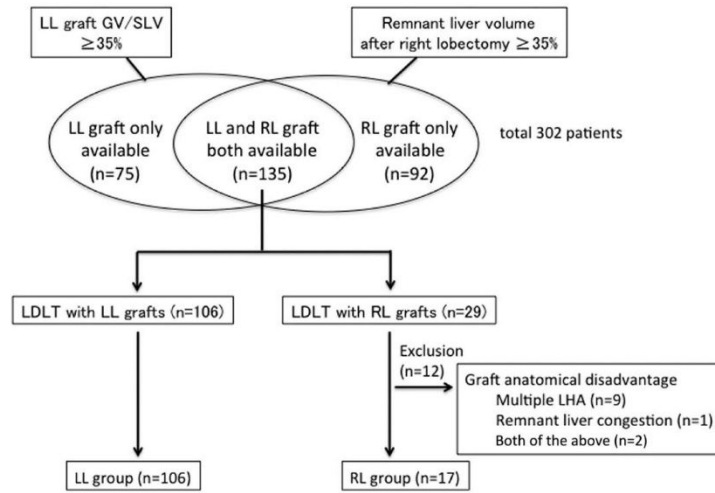 LL graft GV/SLV
≧35%
Remnant liver volume
after right lobectomy ≧35%
LL graft only
available
(n=75)
LL and RL graft
both available
(n=135)
RL graft only
available
(n=92)
total 302 patients
LDLT with LL grafts (n=106)
LDLT with RL grafts (n=29)
Exclusion
(n=12)
Graft anatomical disadvantage
Multiple LHA (n=9)
Remnant liver congestion (n=1)
Both of the above (n=2)
LL group (n=106)
RL group (n=17)